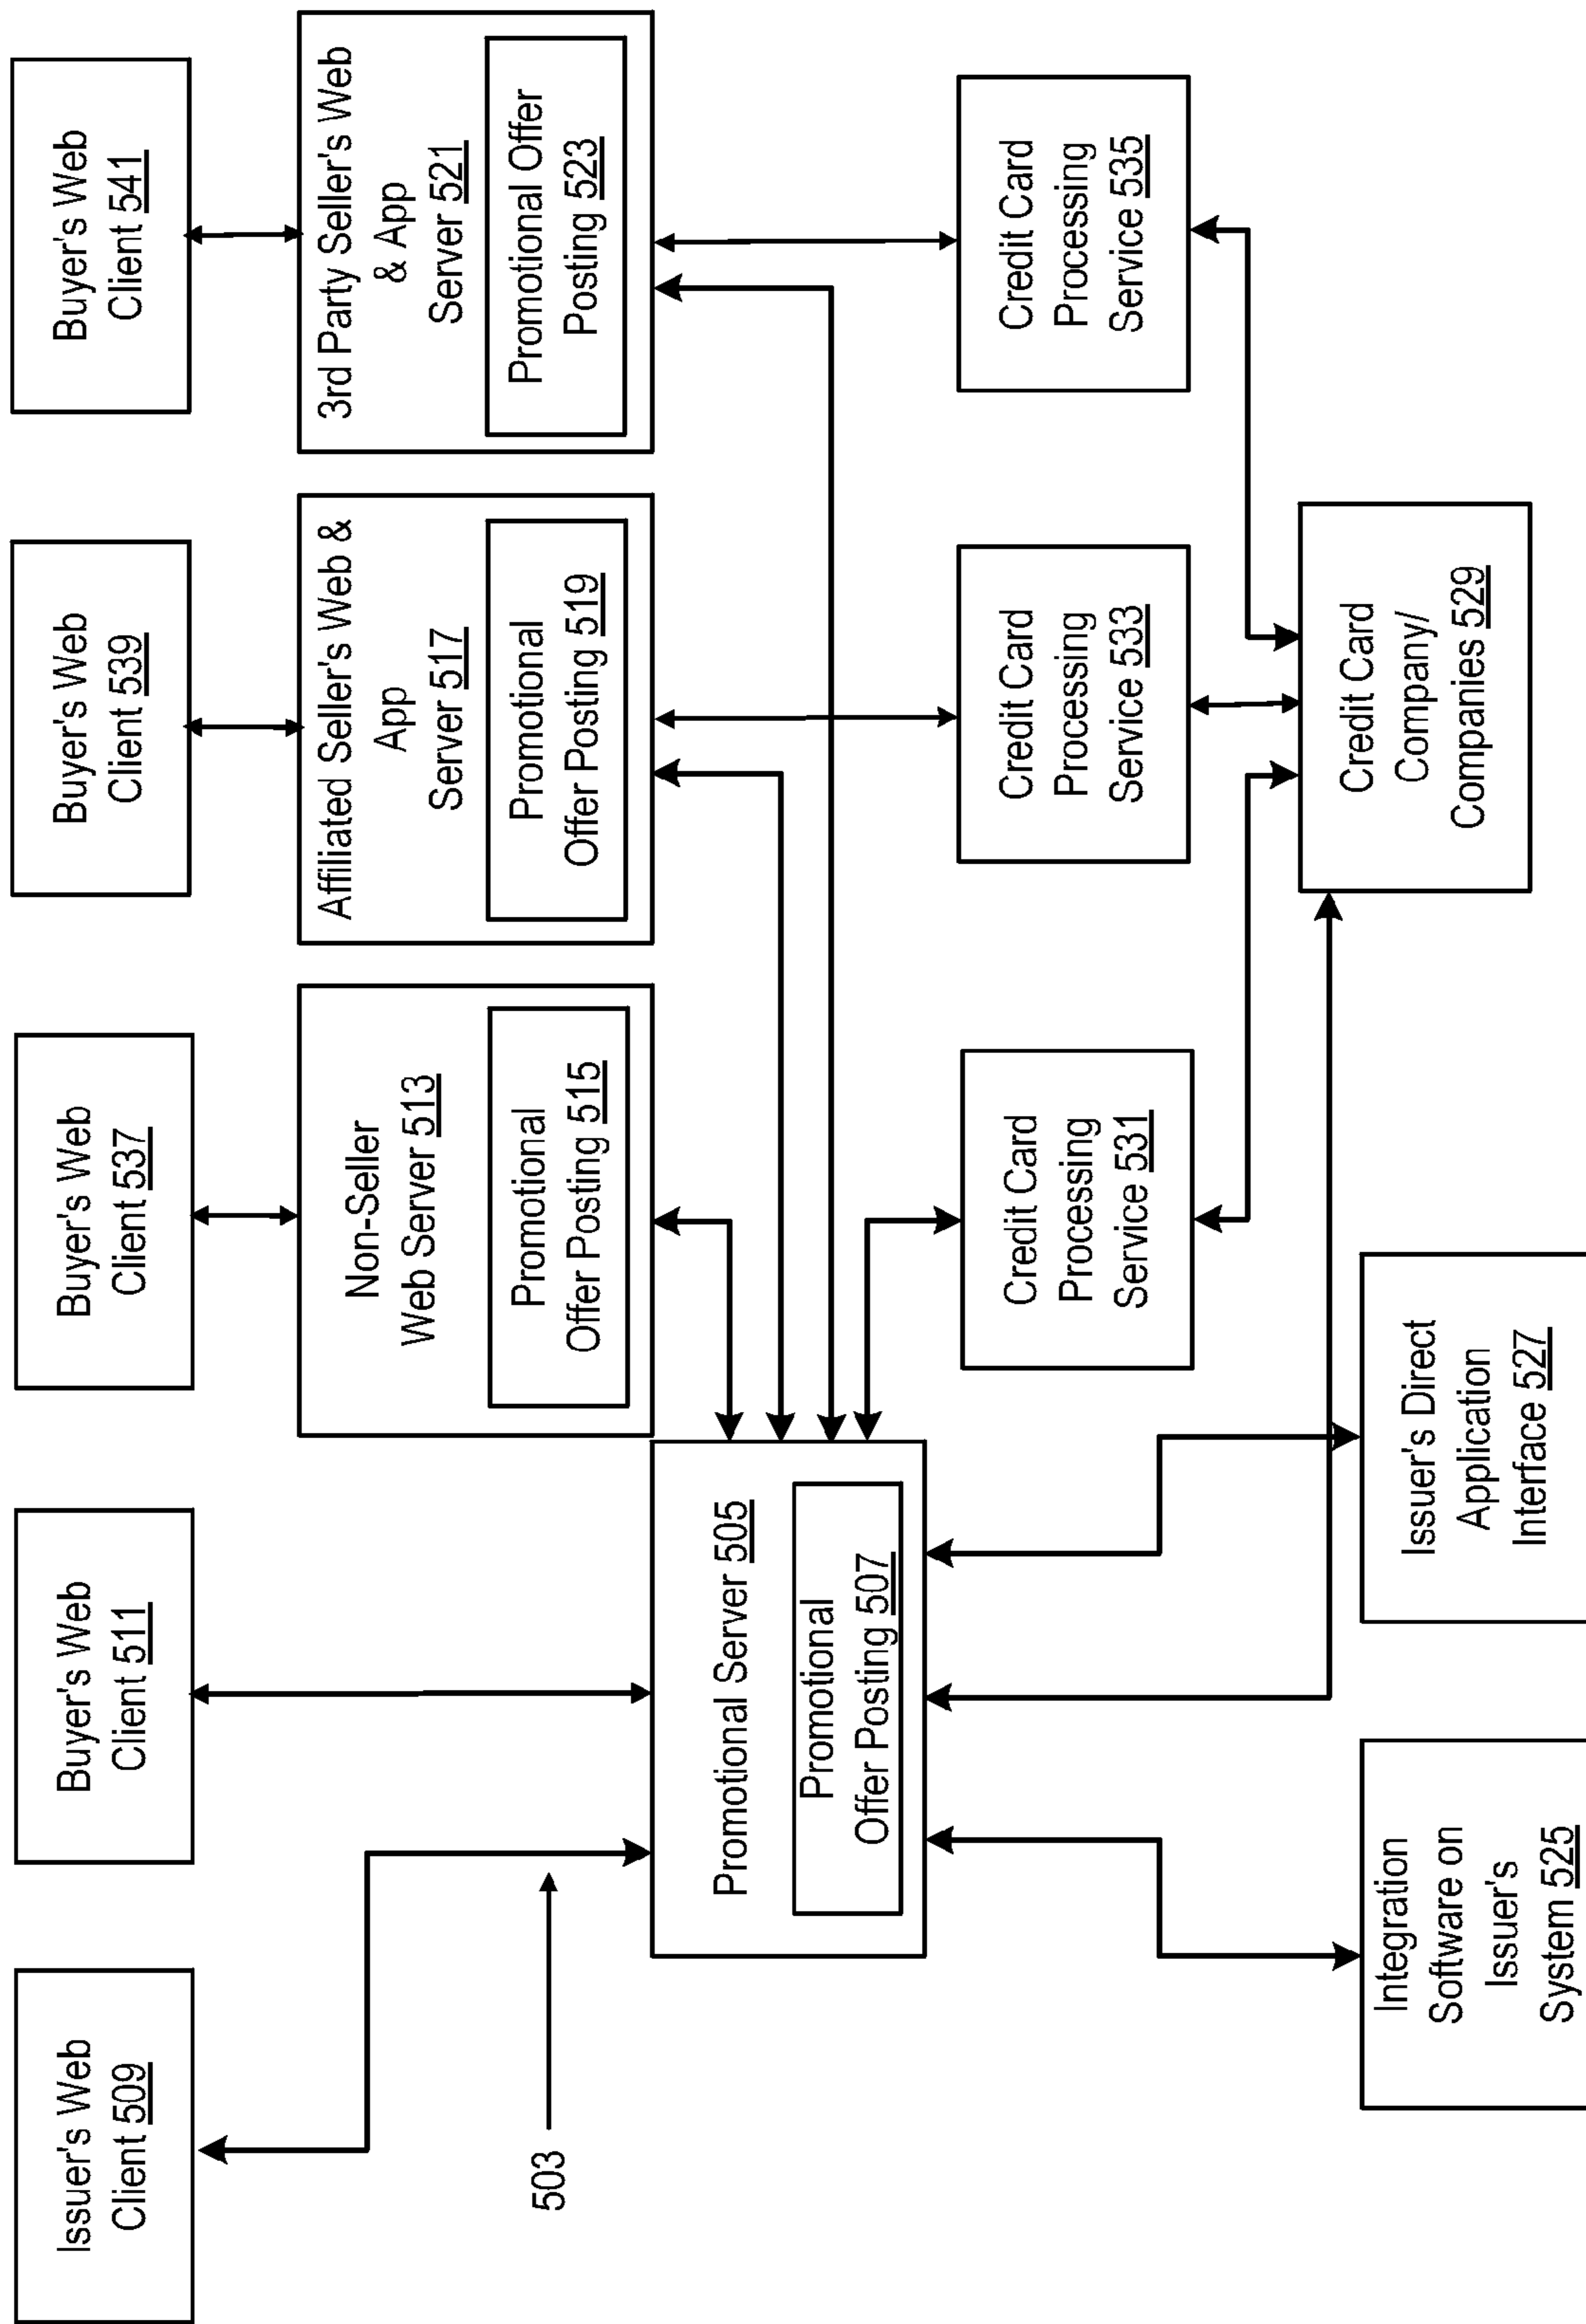 Issuer's Web
Client 509
Buyer's Web
Client 511
Buyer's Web
Client 537
Buyer's Web
Client 539
Buyer's Web
Client 541
Non-Seller
Web Server 513
Promotional
Offer Posting 515
Affiliated Seller's Web &
App
Server 517
Promotional
Offer Posting 519
3rd Party Seller's Web
& App
Server 521
Promotional Offer
Posting 523
503
Promotional Server 505
Promotional
Offer Posting 507
Credit Card
Processing
Service 531
Credit Card
Processing
Service 533
Credit Card
Processing
Service 535
Integration
Software on
Issuer's
System 525
Issuer's Direct
Application
Interface 527
Credit Card
Company/
Companies 529